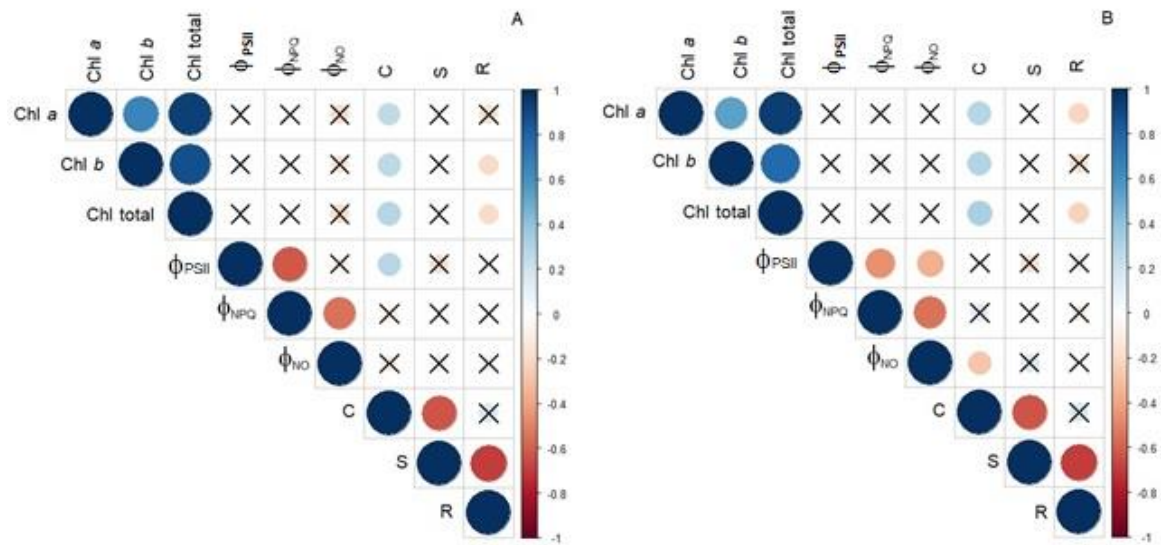 A
Chl a Chl b Chl total ϕPSII ϕNPQ ϕNO C S R
Chl a
Chl b
Chl total
ϕPSII
ϕNPQ
ϕNO
C
S
R
1
0.8
0.6
0.4
0.2
0
-0.2
-0.4
-0.6
-0.8
-1
B
Chl a Chl b Chl total ϕPSII ϕNPQ ϕNO C S R
Chl a
Chl b
Chl total
ϕPSII
ϕNPQ
ϕNO
C
S
R
1
0.8
0.6
0.4
0.2
0
-0.2
-0.4
-0.6
-0.8
-1